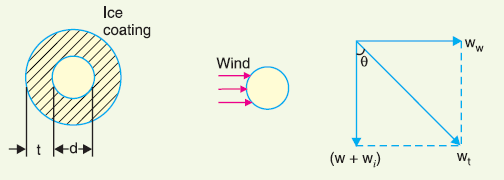 Ice
coating
t
d
Wind
θ
w_w
(w + w_i)
w_t